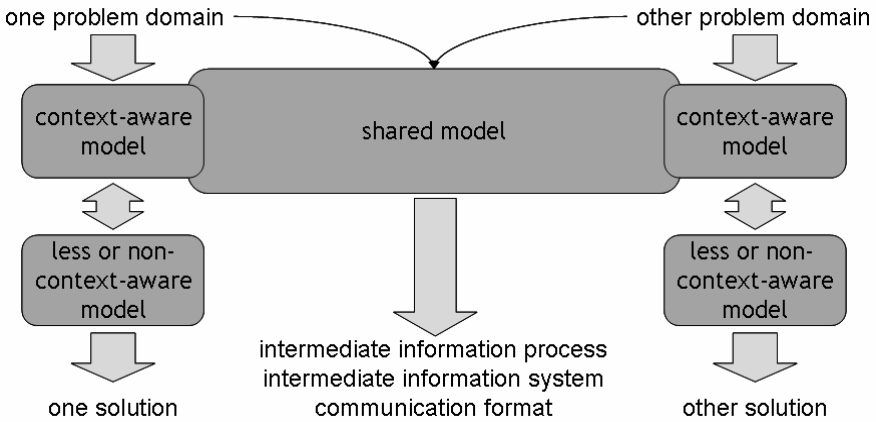 one problem domain
other problem domain
context-aware
model
shared model
context-aware
model
less or non-
context-aware
model
less or non-
context-aware
model
intermediate information process
intermediate information system
communication format
one solution
other solution